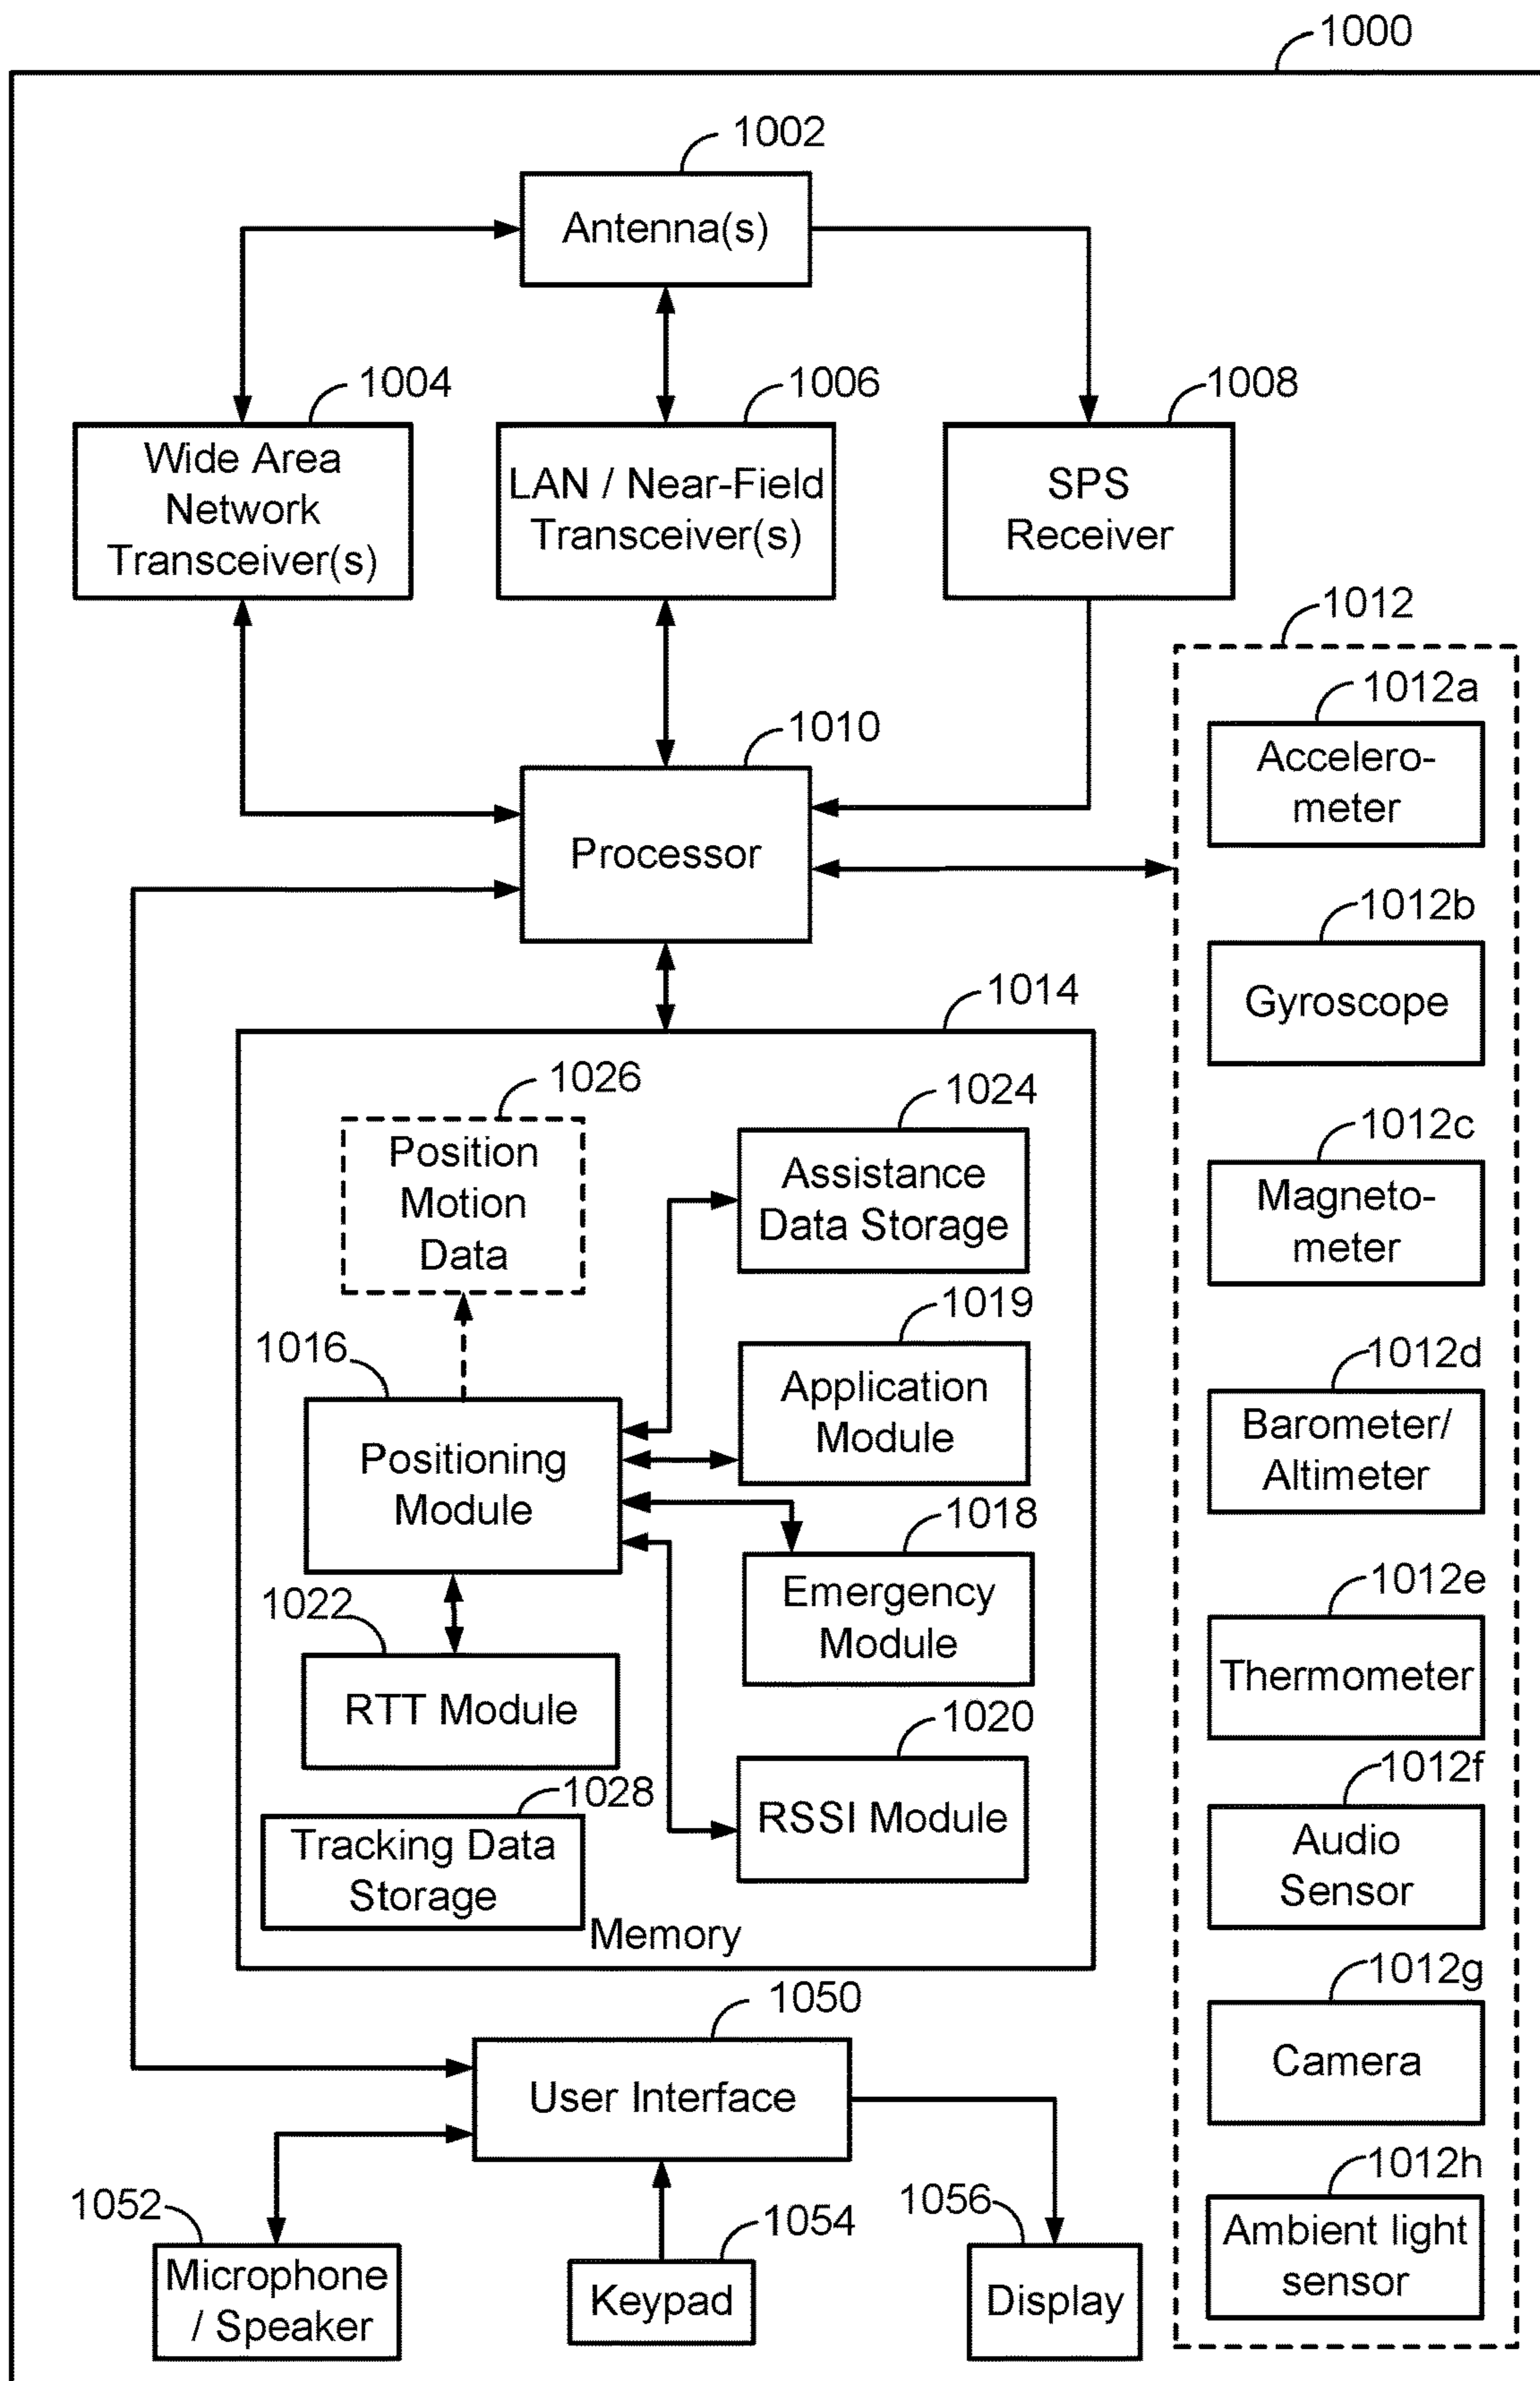 1000
1002
Antenna(s)
1004
Wide Area
Network
Transceiver(s)
1006
LAN / Near-Field
Transceiver(s)
1008
SPS
Receiver
1010
Processor
1012
1012a
Accelero-
meter
1012b
Gyroscope
1012c
Magneto-
meter
1012d
Barometer/
Altimeter
1012e
Thermometer
1012f
Audio
Sensor
1012g
Camera
1012h
Ambient light
sensor
1014
1026
Position
Motion
Data
1024
Assistance
Data Storage
1019
Application
Module
1016
Positioning
Module
1018
Emergency
Module
1022
RTT Module
1020
RSSI Module
1028
Tracking Data
Storage
Memory
1050
User Interface
1052
Microphone
/ Speaker
1054
Keypad
1056
Display